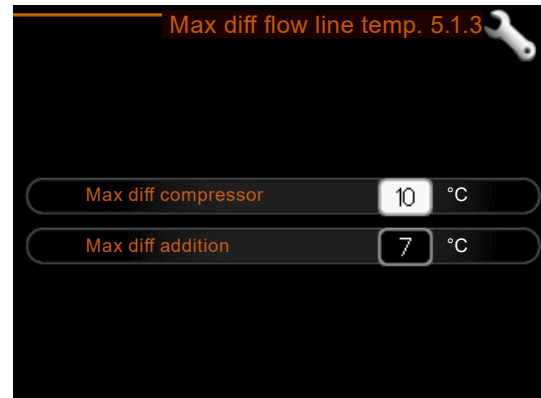 Max diff flow line temp. 5.1.3
Max diff compressor 10 °C
Max diff addition 7 °C